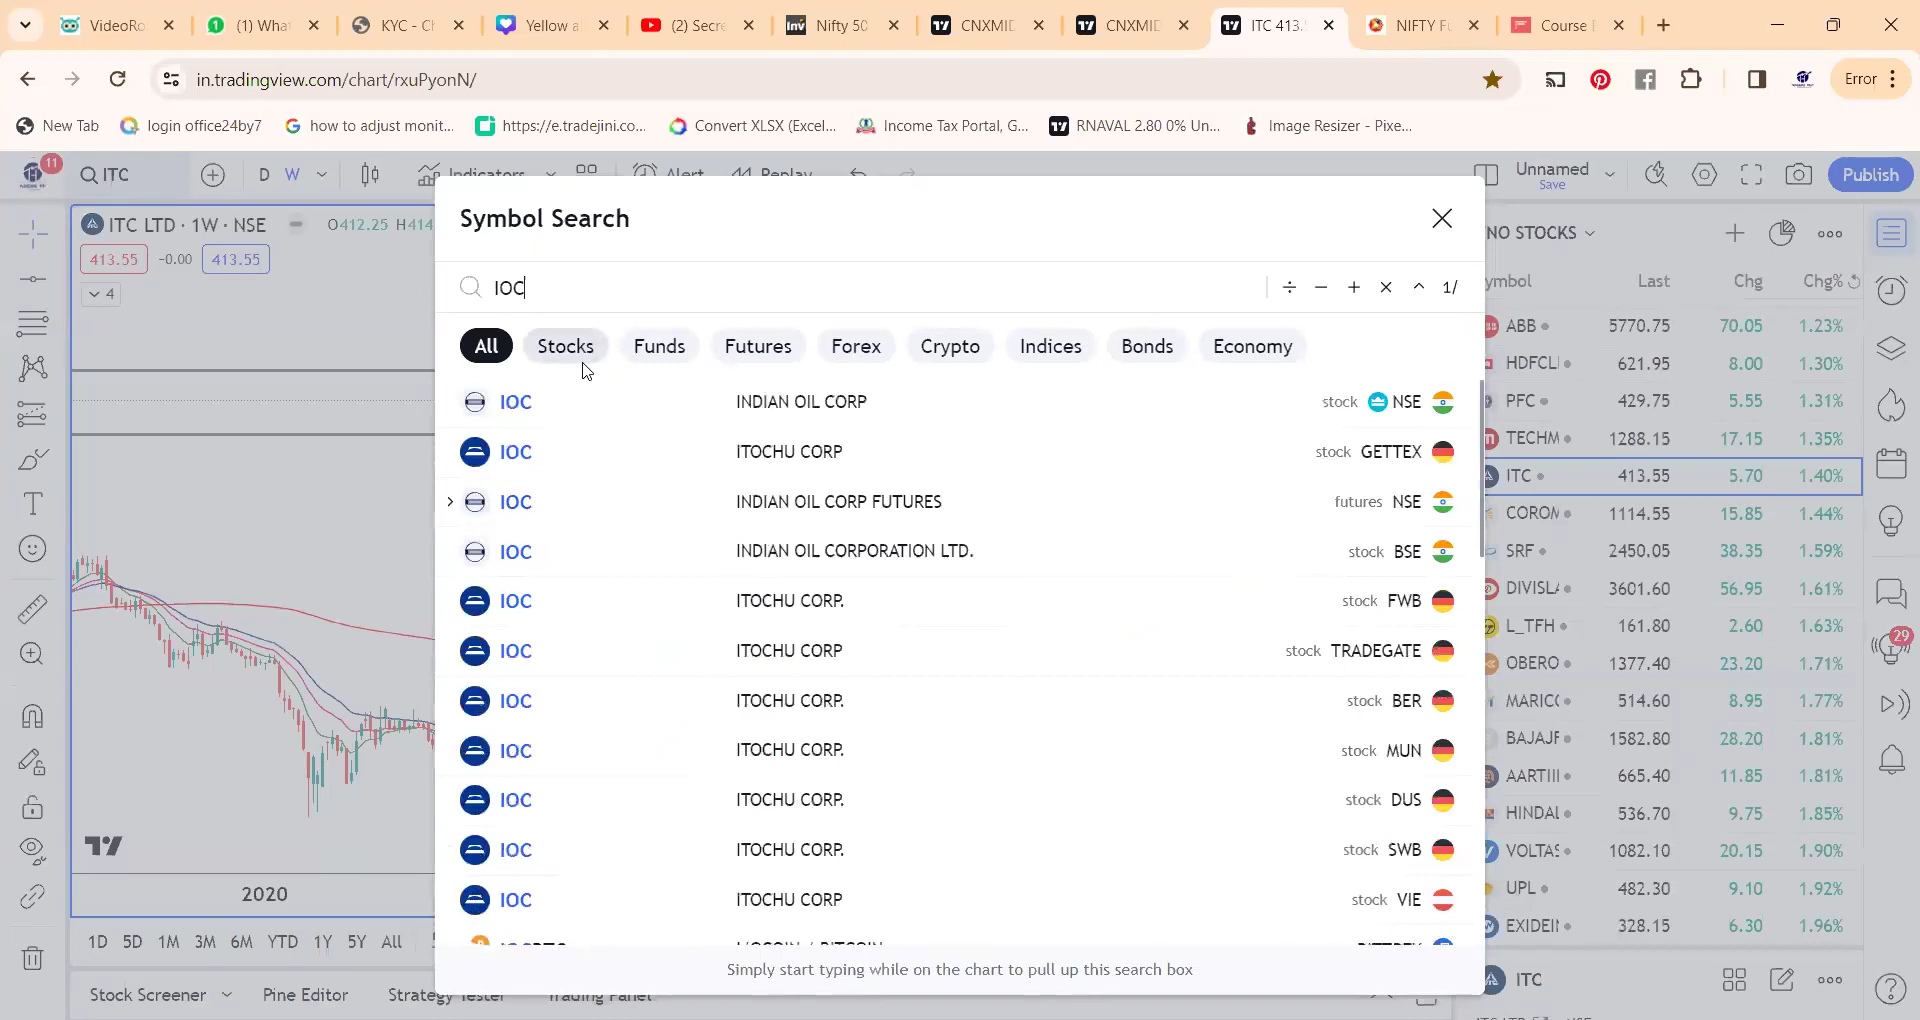 VideoRo
(1) What
KYC - Cl
Yellow a
(2) Secre
Nifty 50
CNXMID
CNXMID
ITC 413.
NIFTY Fu
Course
in.tradingview.com/chart/rxuPyonN/
Error
New Tab
login office24by7
how to adjust monit...
https://e.tradejini.co...
Convert XLSX (Excel...
Income Tax Portal, G...
RNAVAL 2.80 0% Un...
Image Resizer - Pixe...
11
ITC
D W
Indicators
Alert
Replay
Unnamed
Save
Publish
ITC LTD · 1W · NSE
O412.25 H414
413.55 -0.00 413.55
4
Symbol Search
IOC
÷ − + × ^ 1/
All Stocks Funds Futures Forex Crypto Indices Bonds Economy
IOC INDIAN OIL CORP stock NSE
IOC ITOCHU CORP stock GETTEX
IOC INDIAN OIL CORP FUTURES futures NSE
IOC INDIAN OIL CORPORATION LTD. stock BSE
IOC ITOCHU CORP. stock FWB
IOC ITOCHU CORP stock TRADEGATE
IOC ITOCHU CORP. stock BER
IOC ITOCHU CORP. stock MUN
IOC ITOCHU CORP. stock DUS
IOC ITOCHU CORP. stock SWB
IOC ITOCHU CORP stock VIE
Simply start typing while on the chart to pull up this search box
NO STOCKS
ymbol Last Chg Chg%
ABB 5770.75 70.05 1.23%
HDFCL 621.95 8.00 1.30%
PFC 429.75 5.55 1.31%
TECHM 1288.15 17.15 1.35%
ITC 413.55 5.70 1.40%
COROM 1114.55 15.85 1.44%
SRF 2450.05 38.35 1.59%
DIVISLA 3601.60 56.95 1.61%
L_TFH 161.80 2.60 1.63%
OBERO 1377.40 23.20 1.71%
MARICO 514.60 8.95 1.77%
BAJAJF 1582.80 28.20 1.81%
AARTII 665.40 11.85 1.81%
HINDAL 536.70 9.75 1.85%
VOLTAS 1082.10 20.15 1.90%
UPL 482.30 9.10 1.92%
EXIDEIN 328.15 6.30 1.96%
29
ITC
2020
1D 5D 1M 3M 6M YTD 1Y 5Y All
Stock Screener Pine Editor Strategy Tester Trading Panel